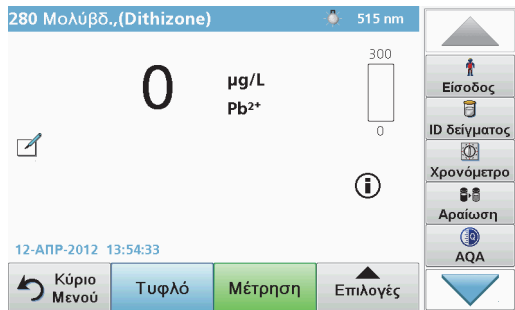 280 Μολύβδ.,(Dithizone)
515 nm
300
0
µg/L
Pb²⁺
0
12-ΑΠΡ-2012 13:54:33
Κύριο
Μενού
Τυφλό
Μέτρηση
Επιλογές
Είσοδος
ID δείγματος
Χρονόμετρο
Αραίωση
AQA